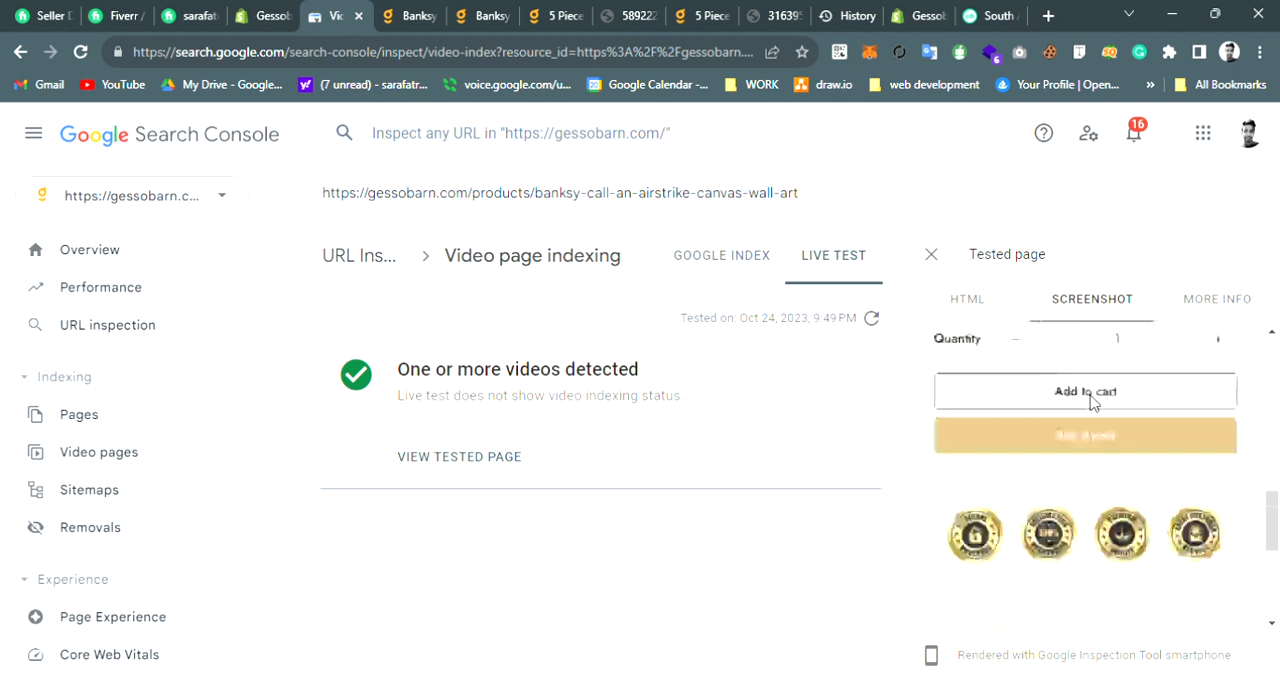 Seller D
Fiverr /
sarafat
Gessob
Vic
Banksy
Banksy
5 Piece
589222
5 Piece
316395
History
Gessob
South A
https://search.google.com/search-console/inspect/video-index?resource_id=https%3A%2F%2Fgessobarn.com...
6
Gmail
YouTube
My Drive - Google...
(7 unread) - sarafatr...
voice.google.com/u...
Google Calendar -...
WORK
draw.io
web development
Your Profile | Open...
»
All Bookmarks
Google Search Console
Inspect any URL in "https://gessobarn.com/"
16
https://gessobarn.c...
https://gessobarn.com/products/banksy-call-an-airstrike-canvas-wall-art
Overview
Performance
URL inspection
Indexing
Pages
Video pages
Sitemaps
Removals
Experience
Page Experience
Core Web Vitals
URL Ins... > Video page indexing
GOOGLE INDEX
LIVE TEST
Tested on: Oct 24, 2023, 9:49 PM
One or more videos detected
Live test does not show video indexing status.
VIEW TESTED PAGE
Tested page
HTML
SCREENSHOT
MORE INFO
Quantity
1
Add to cart
Rendered with Google Inspection Tool smartphone